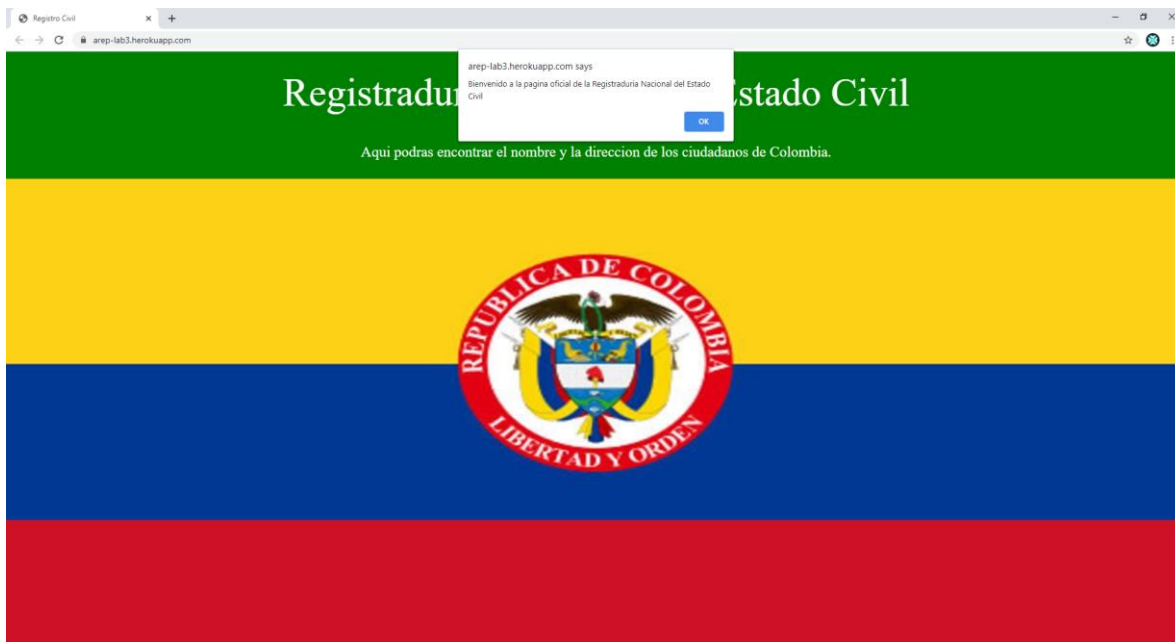 Registro Civil
arep-lab3.herokuapp.com
arep-lab3.herokuapp.com says
Bienvenido a la pagina oficial de la Registraduria Nacional del Estado
Civil
OK
Estado Civil
Aqui podras encontrar el nombre y la direccion de los ciudadanos de Colombia.
REPUBLICA DE COLOMBIA
LIBERTAD Y ORDEN